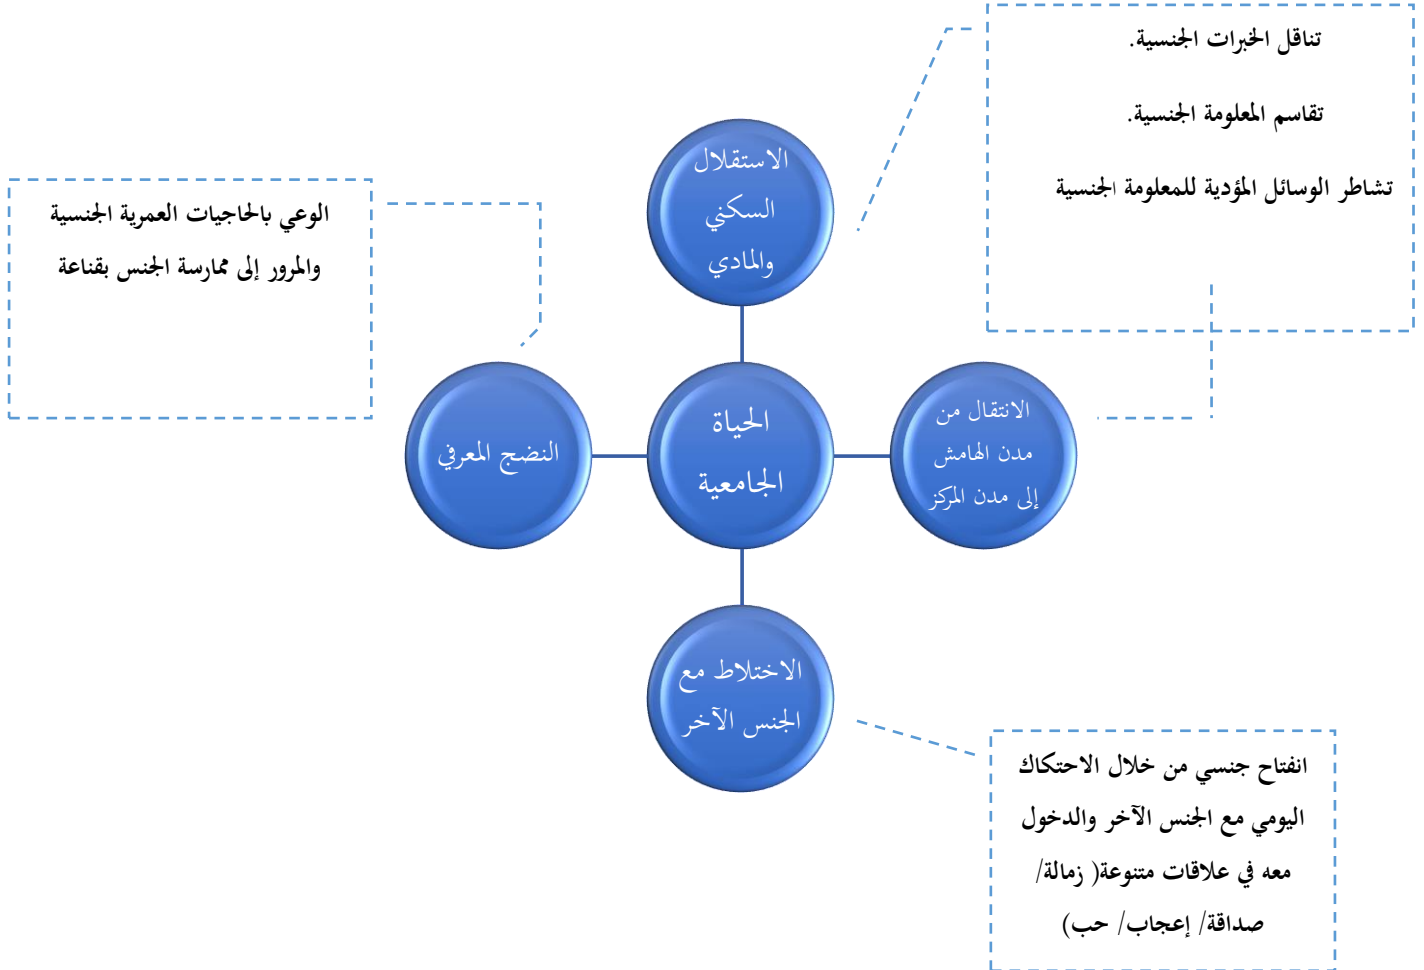 تناقل الخبرات الجنسية.
تقاسم المعلومة الجنسية.
تشاطر الوسائل المؤدية للمعلومة الجنسية
الاستقلال
السكني
والمادي
الوعي بالحاجيات العمرية الجنسية
والمرور إلى ممارسة الجنس بقناعة
الانتقال من
مدن الهامش
إلى مدن المركز
الحياة
الجامعية
النضج المعرفي
الاختلاط مع
الجنس الآخر
انفتاح جنسي من خلال الاحتكاك
اليومي مع الجنس الآخر والدخول
معه في علاقات متنوعة( زمالة/
صداقة/ إعجاب/ حب)